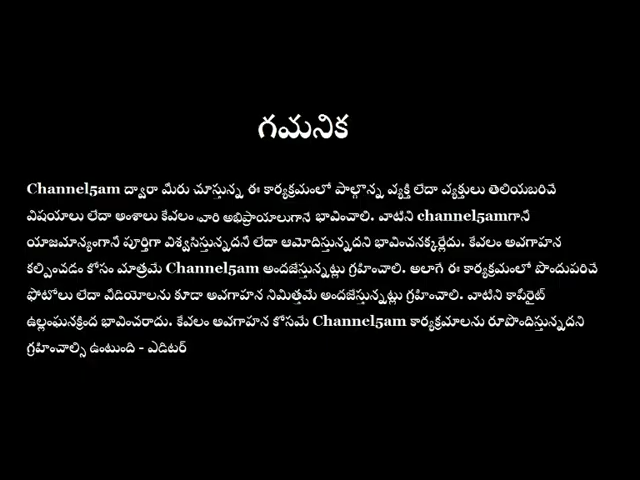 గమనిక
Channel5am ద్వారా మీరు చూస్తున్న ఈ కార్యక్రమంలో పాల్గొన్న వ్యక్తి లేదా వ్యక్తులు తెలియబరిచే
విషయాలు లేదా అంశాలు కేవలం వారి అభిప్రాయాలుగానే భావించాలి. వాటిని channel5amగానీ
యాజమాన్యంగానీ పూర్తిగా విశ్వసిస్తున్నదనీ లేదా ఆమోదిస్తున్నదని భావించనక్కర్లేదు. కేవలం అవగాహన
కల్పించడం కోసం మాత్రమే Channel5am అందజేస్తున్నట్లు గ్రహించాలి. అలాగే ఈ కార్యక్రమంలో పొందుపరిచే
ఫోటోలు లేదా వీడియోలను కూడా అవగాహన నిమిత్తమే అందజేస్తున్నట్లు గ్రహించాలి. వాటిని కాపీరైట్
ఉల్లంఘనక్రింద భావించరాదు. కేవలం అవగాహన కోసమే Channel5am కార్యక్రమాలను రూపొందిస్తున్నదని
గ్రహించాల్సి ఉంటుంది - ఎడిటర్